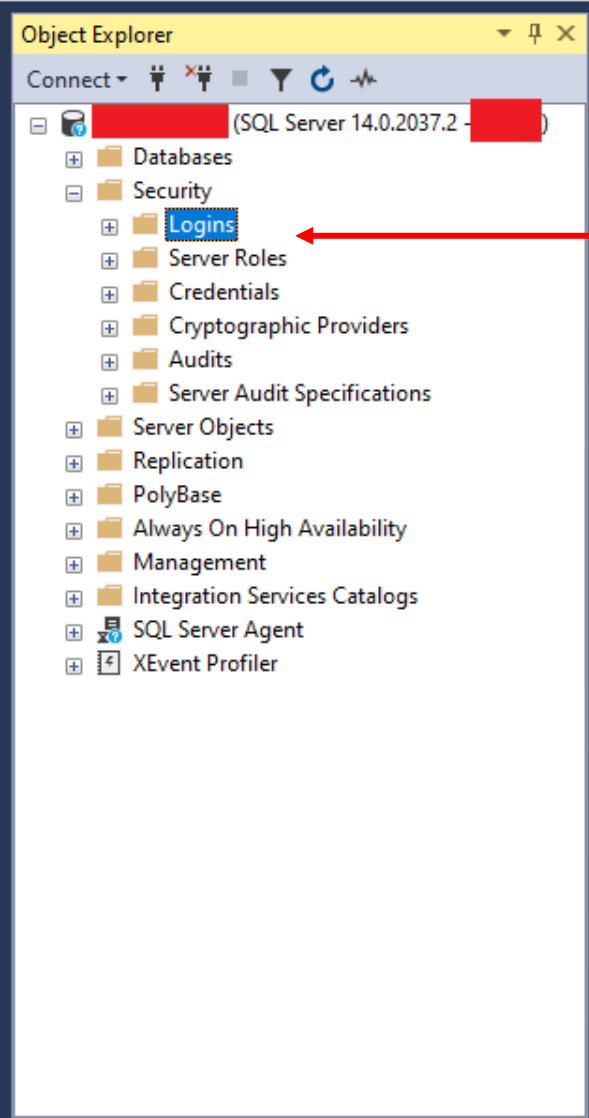 Object Explorer
Connect
(SQL Server 14.0.2037.2 - )
Databases
Security
Logins
Server Roles
Credentials
Cryptographic Providers
Audits
Server Audit Specifications
Server Objects
Replication
PolyBase
Always On High Availability
Management
Integration Services Catalogs
SQL Server Agent
XEvent Profiler